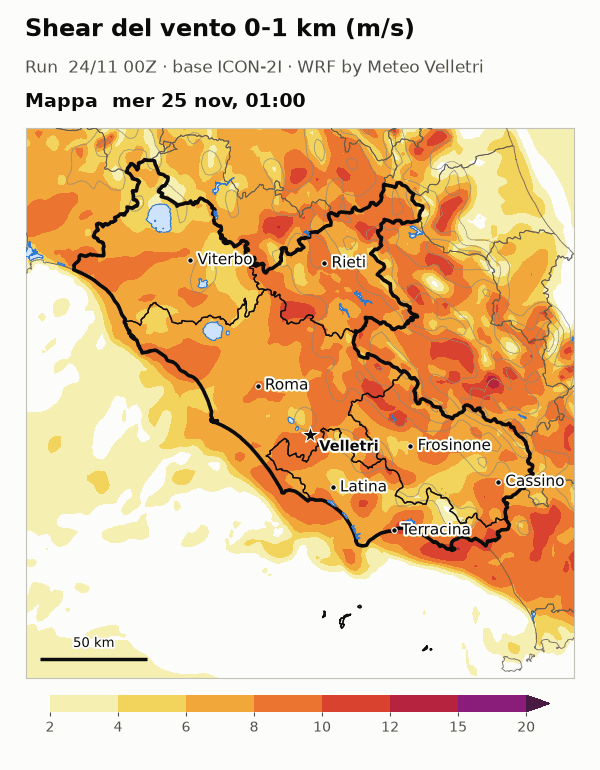 Shear del vento 0-1 km (m/s)
Run  24/11 00Z · base ICON-2I · WRF by Meteo Velletri
Mappa  mer 25 nov, 01:00
Viterbo
Rieti
Roma
Velletri
Frosinone
Latina
Cassino
Terracina
50 km
2 4 6 8 10 12 15 20